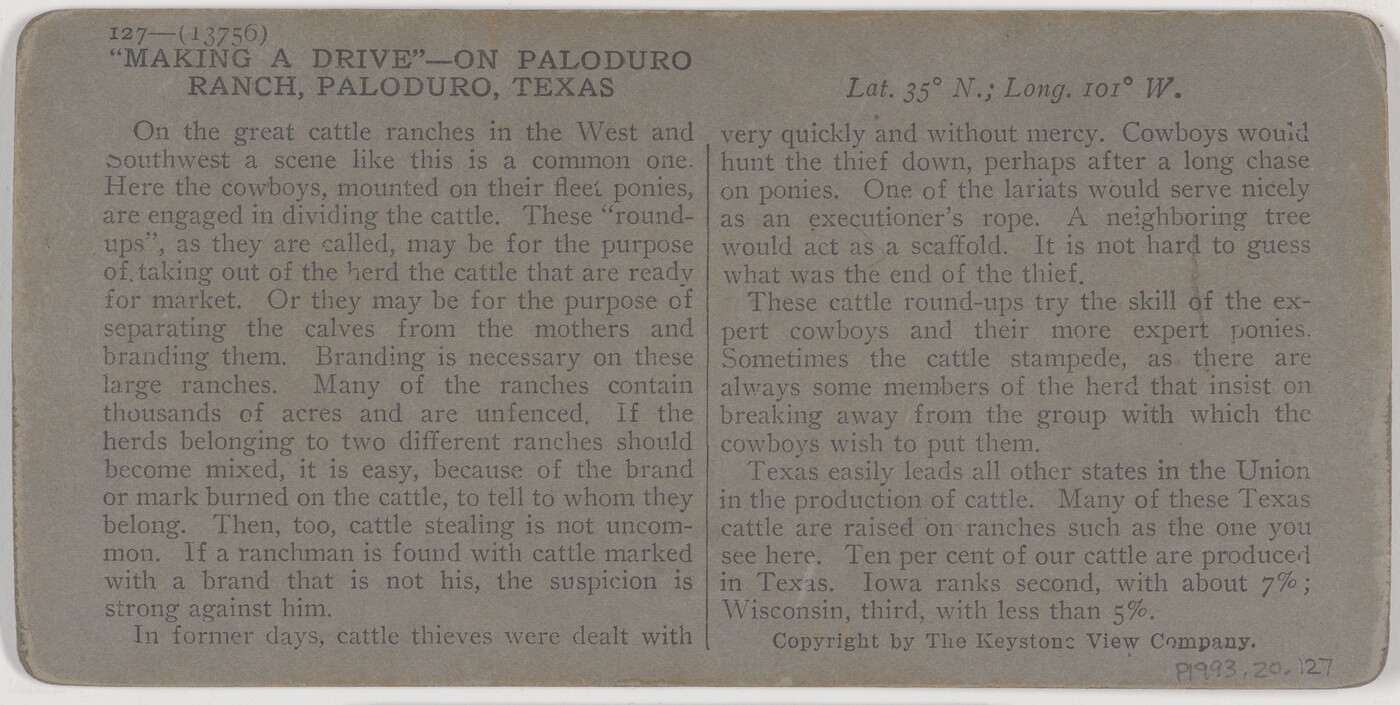 127—(13756)
"MAKING A DRIVE"—ON PALODURO
RANCH, PALODURO, TEXAS
On the great cattle ranches in the West and
Southwest a scene like this is a common one.
Here the cowboys, mounted on their fleet ponies,
are engaged in dividing the cattle. These "round-
ups", as they are called, may be for the purpose
of taking out of the herd the cattle that are ready
for market. Or they may be for the purpose of
separating the calves from the mothers and
branding them. Branding is necessary on these
large ranches. Many of the ranches contain
thousands of acres and are unfenced. If the
herds belonging to two different ranches should
become mixed, it is easy, because of the brand
or mark burned on the cattle, to tell to whom they
belong. Then, too, cattle stealing is not uncom-
mon. If a ranchman is found with cattle marked
with a brand that is not his, the suspicion is
strong against him.
In former days, cattle thieves were dealt with
Lat. 35° N.; Long. 101° W.
very quickly and without mercy. Cowboys would
hunt the thief down, perhaps after a long chase
on ponies. One of the lariats would serve nicely
as an executioner's rope. A neighboring tree
would act as a scaffold. It is not hard to guess
what was the end of the thief.
These cattle round-ups try the skill of the ex-
pert cowboys and their more expert ponies.
Sometimes the cattle stampede, as there are
always some members of the herd that insist on
breaking away from the group with which the
cowboys wish to put them.
Texas easily leads all other states in the Union
in the production of cattle. Many of these Texas
cattle are raised on ranches such as the one you
see here. Ten per cent of our cattle are produced
in Texas. Iowa ranks second, with about 7%;
Wisconsin, third, with less than 5%.
Copyright by The Keystone View Company.
P1993.20.127